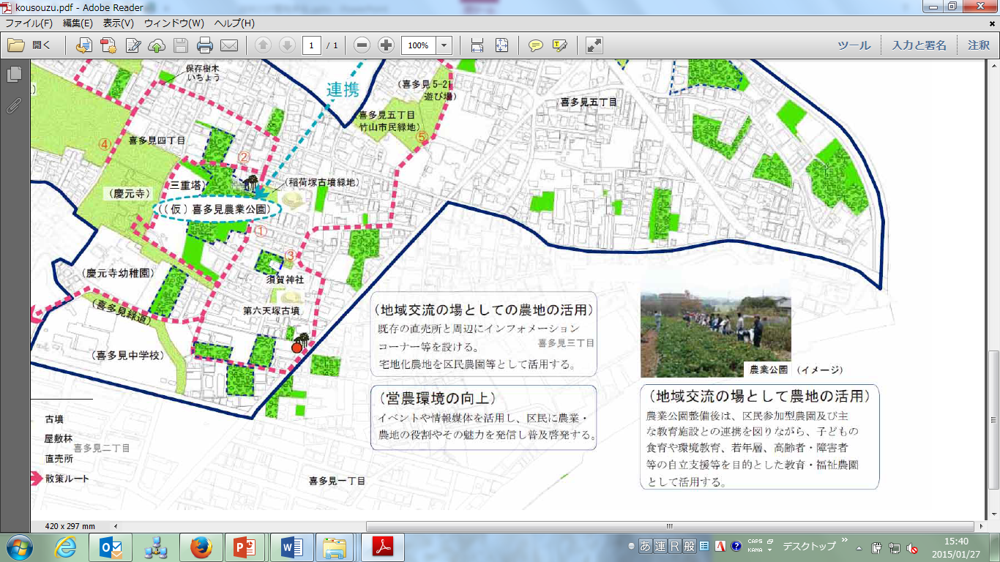 kousouzu.pdf - Adobe Reader
ファイル(F) 編集(E) 表示(V) ウィンドウ(W) ヘルプ(H)
開く 1 / 1 100% ツール 入力と署名 注釈
保存樹木
いちょう
連携
(喜多見 5-21
遊び場)
喜多見五丁目
喜多見五丁目
竹山市民緑地)
⑤
④
喜多見四丁目
②
三重塔
(稲荷塚古墳緑地)
(慶元寺)
((仮)喜多見農業公園)
①
③
(慶元寺幼稚園)
須賀神社
(喜多見緑道)
第六天塚古墳
(喜多見中学校)
(地域交流の場としての農地の活用)
既存の直売所と周辺にインフォメーション
コーナー等を設ける。
喜多見三丁目
宅地化農地を区民農園等として活用する。
農業公園 (イメージ)
(営農環境の向上)
イベントや情報媒体を活用し、区民に農業・
農地の役割やその魅力を発信し普及啓発する。
(地域交流の場として農地の活用)
農業公園整備後は、区民参加型農園及び主
な教育施設との連携を図りながら、子どもの
食育や環境教育、若年層、高齢者・障害者
等の自立支援等を目的とした教育・福祉農園
として活用する。
古墳
屋敷林
喜多見二丁目
直売所
散策ルート
喜多見一丁目
420 x 297 mm
あ 連 R 般
CAPS
KANA
デスクトップ
15:40
2015/01/27